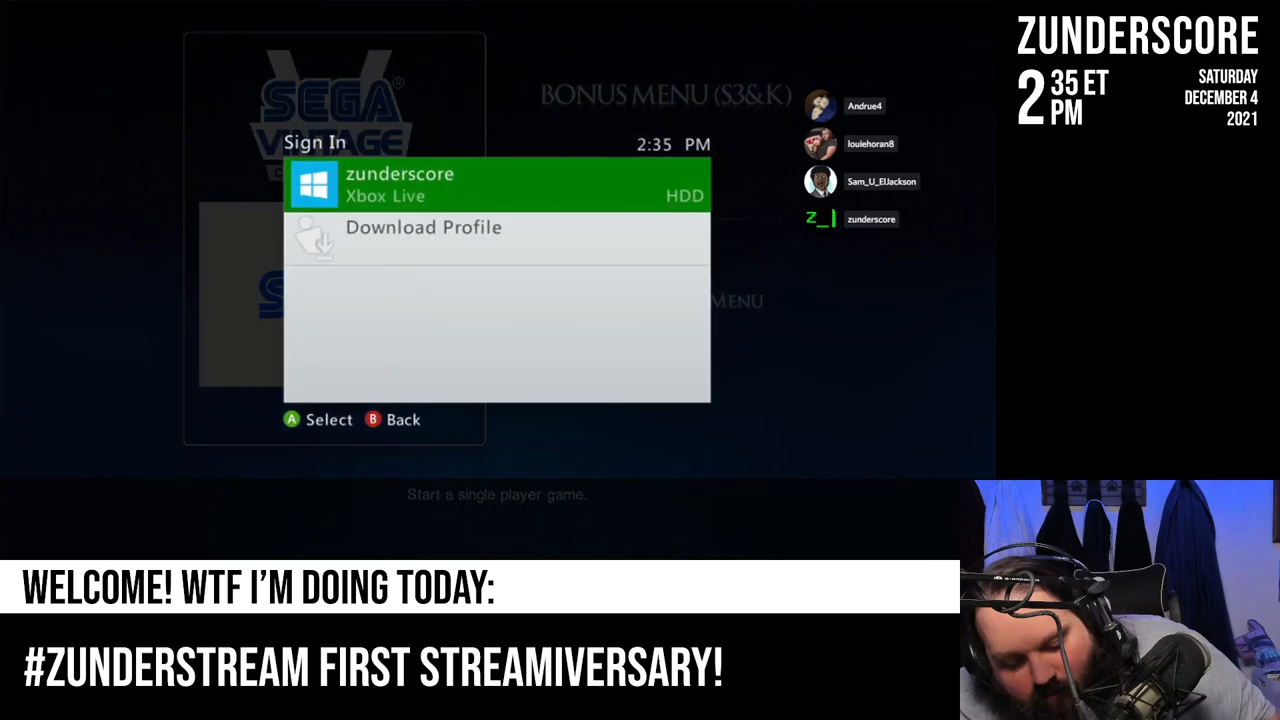 SEGA®
VINTAGE
BONUS MENU (S3&K)
Sign In
2:35 PM
zunderscore
Xbox Live
HDD
Download Profile
MENU
A Select B Back
Start a single player game.
Andrue4
louiehoran8
Sam_U_ElJackson
z_
zunderscore
ZUNDERSCORE
2 35 ET
PM
SATURDAY
DECEMBER 4
2021
WELCOME! WTF I'M DOING TODAY:
#ZUNDERSTREAM FIRST STREAMIVERSARY!